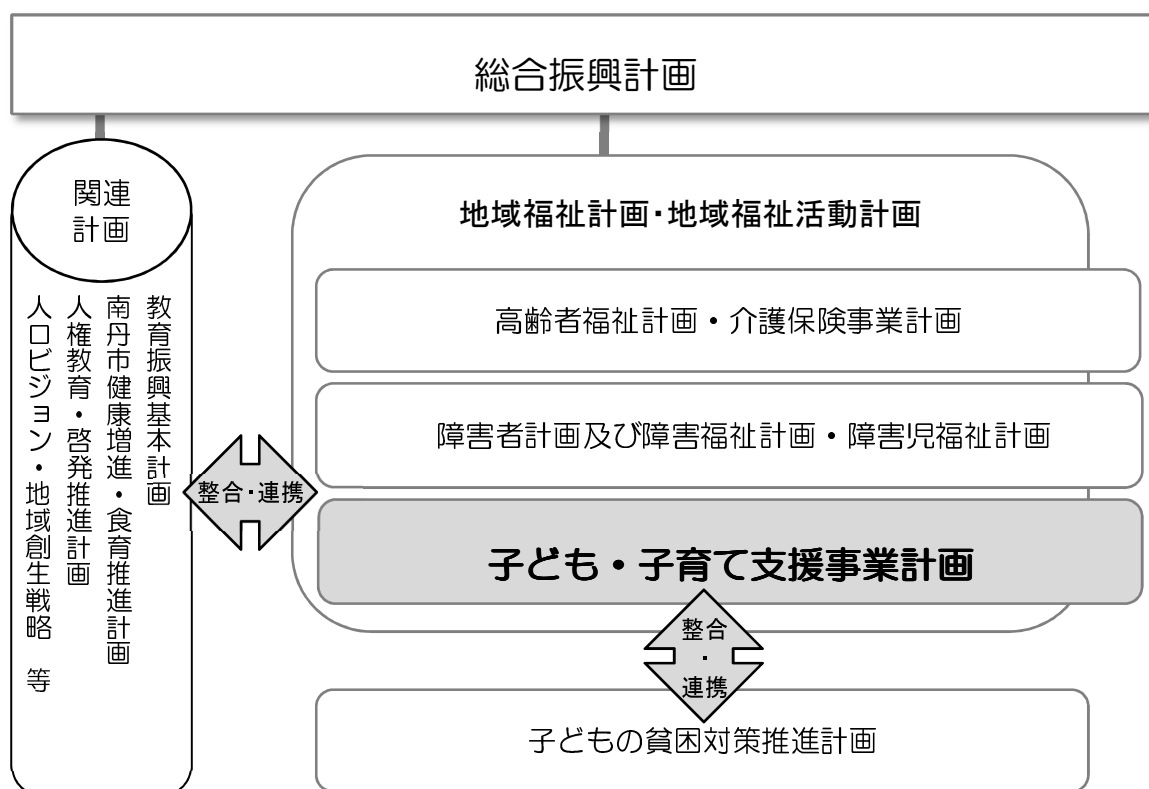 総合振興計画
関連
計画
教育振興基本計画
南丹市健康増進・食育推進計画
人権教育・啓発推進計画
人口ビジョン・地域創生戦略 等
整合・連携
地域福祉計画・地域福祉活動計画
高齢者福祉計画・介護保険事業計画
障害者計画及び障害福祉計画・障害児福祉計画
子ども・子育て支援事業計画
整合
・
連携
子どもの貧困対策推進計画